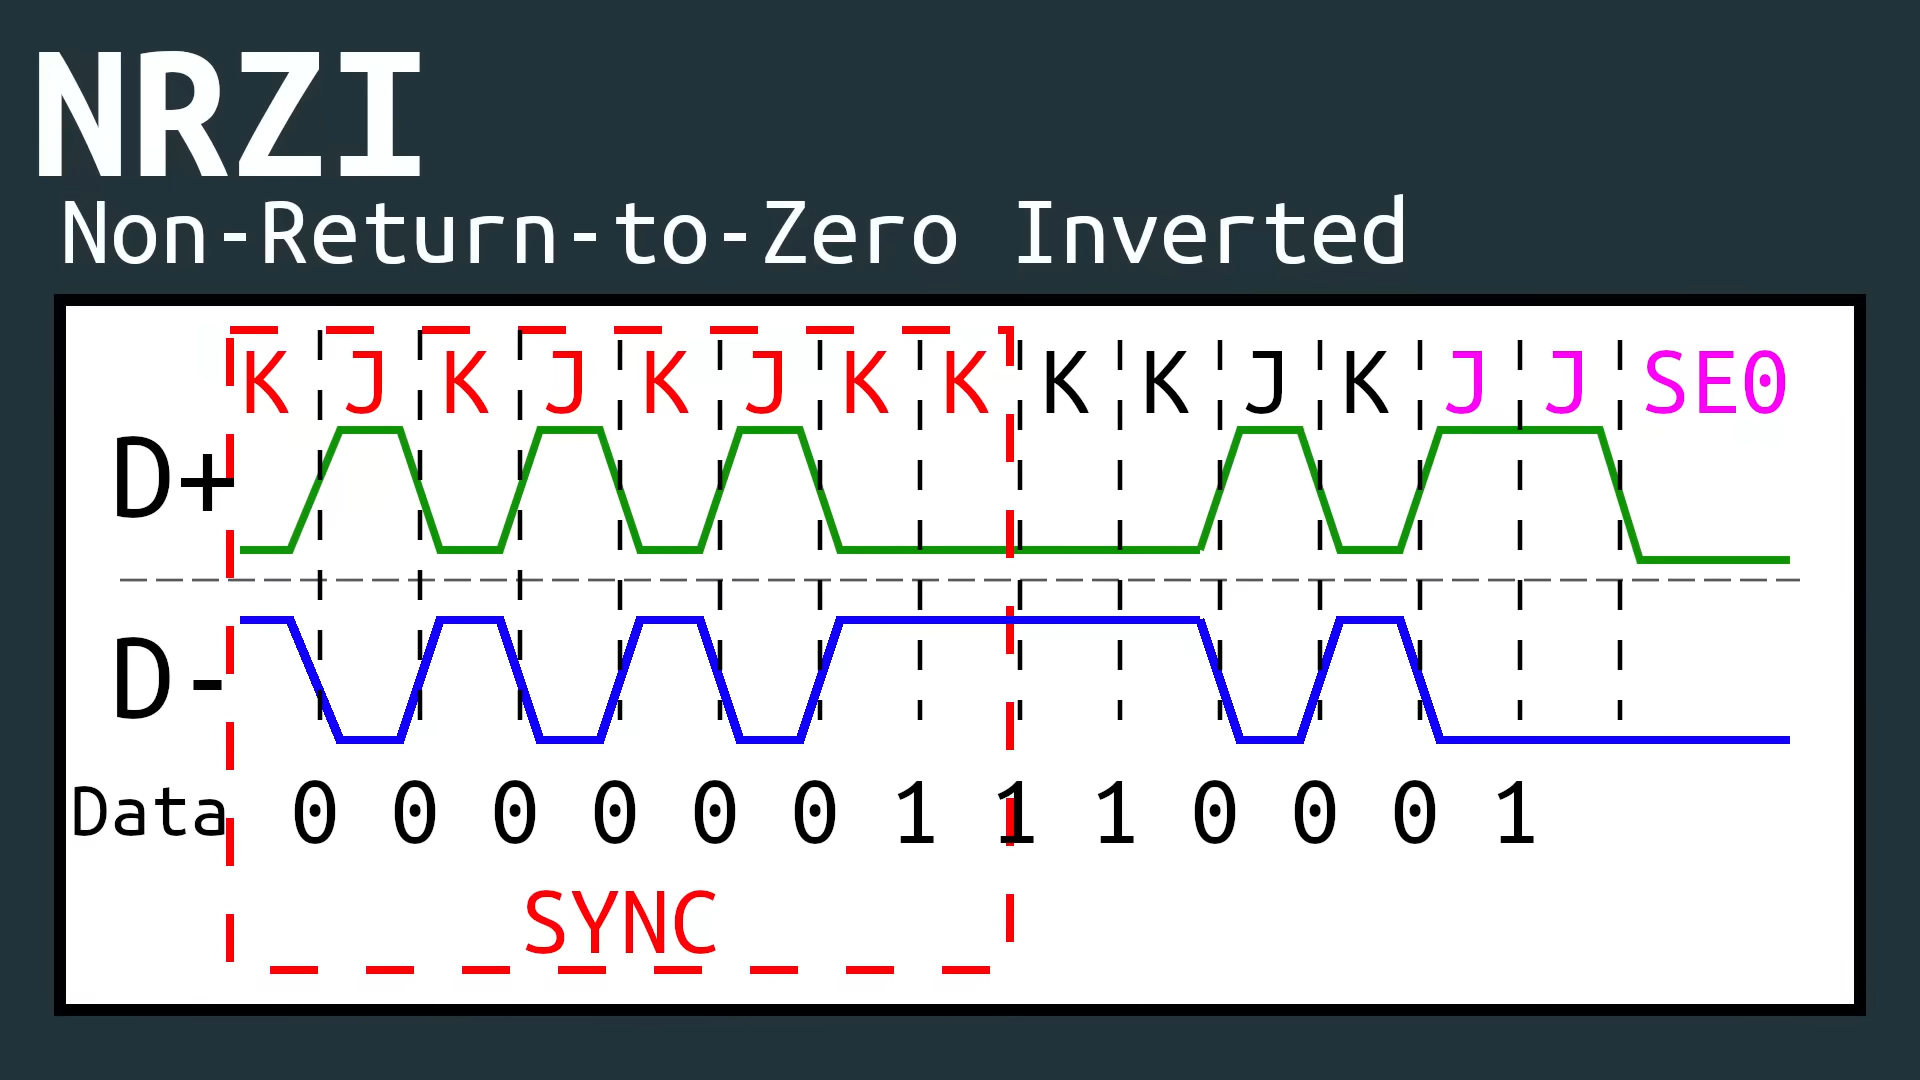 NRZI
Non-Return-to-Zero Inverted
K J K J K J K K K K J K J J SE0
D+
D-
Data 0 0 0 0 0 0 1 1 1 0 0 0 1
SYNC